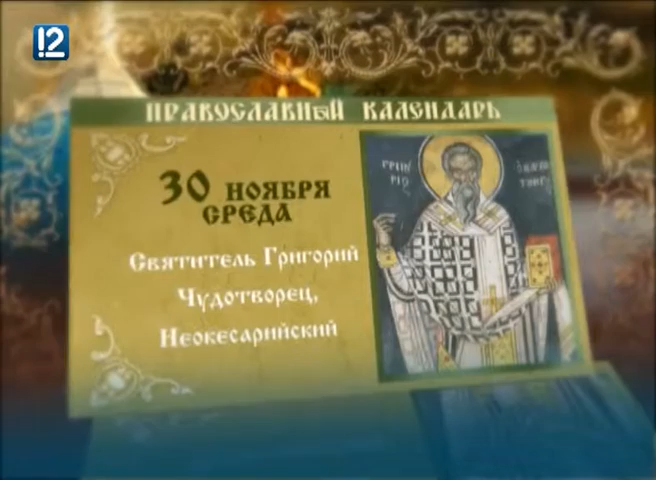 12
ПРАВОСЛАВНЫЙ КАЛЕНДАРЬ
30 НОЯБРЯ
СРЕДА
Святитель Григорий
Чудотворец,
Неокесарийский